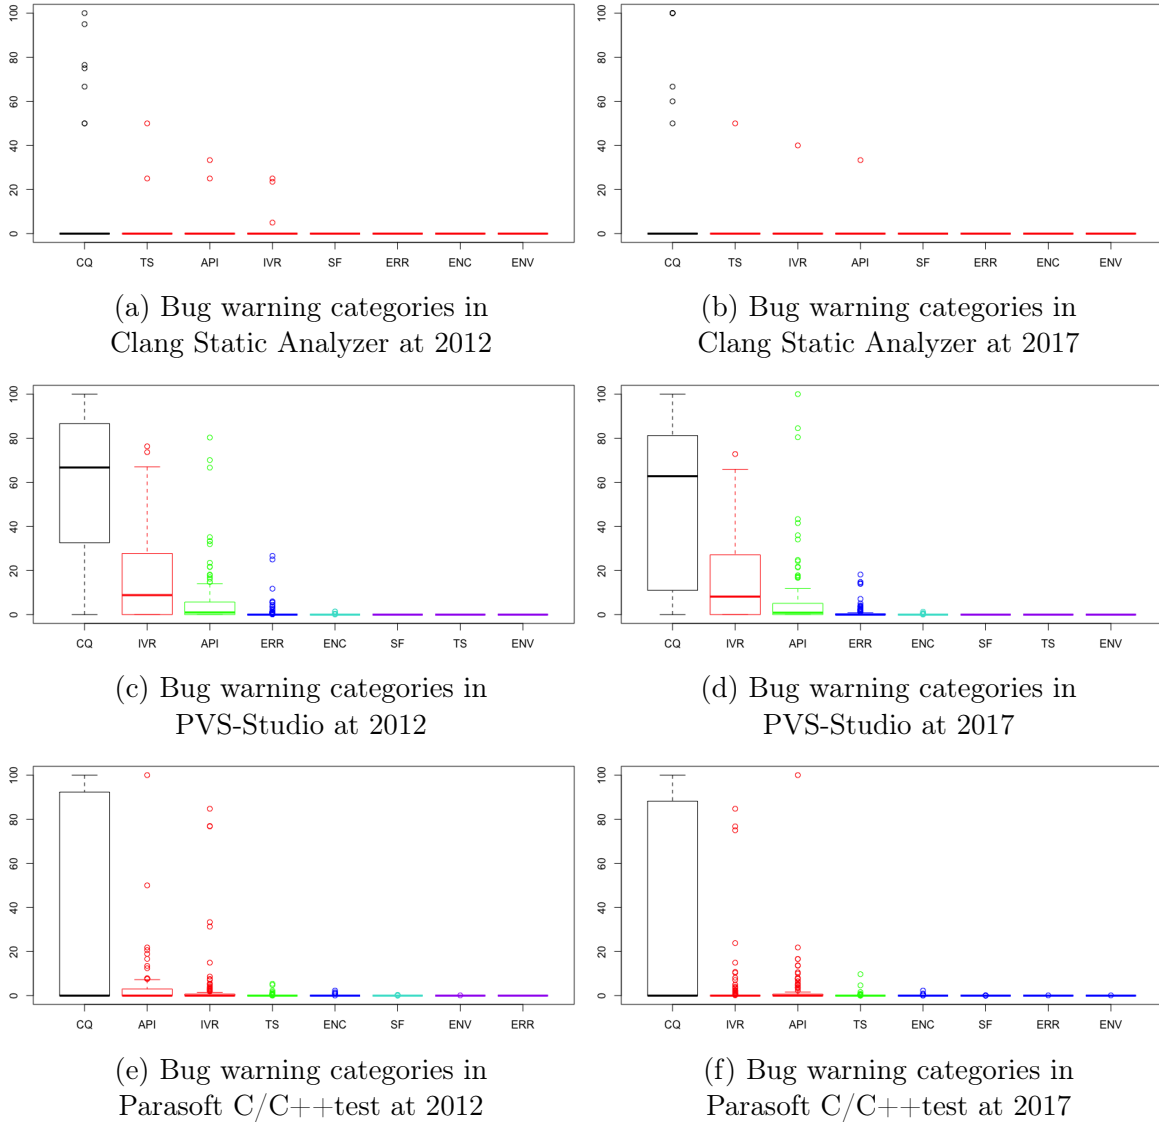 0 20 40 60 80 100
CQ TS API IVR SF ERR ENC ENV
(a) Bug warning categories in
Clang Static Analyzer at 2012
0 20 40 60 80 100
CQ TS IVR API SF ERR ENC ENV
(b) Bug warning categories in
Clang Static Analyzer at 2017
0 20 40 60 80 100
CQ IVR API ERR ENC SF TS ENV
(c) Bug warning categories in
PVS-Studio at 2012
0 20 40 60 80 100
CQ IVR API ERR ENC SF TS ENV
(d) Bug warning categories in
PVS-Studio at 2017
0 20 40 60 80 100
CQ API IVR TS ENC SF ENV ERR
(e) Bug warning categories in
Parasoft C/C++test at 2012
0 20 40 60 80 100
CQ IVR API TS ENC SF ERR ENV
(f) Bug warning categories in
Parasoft C/C++test at 2017